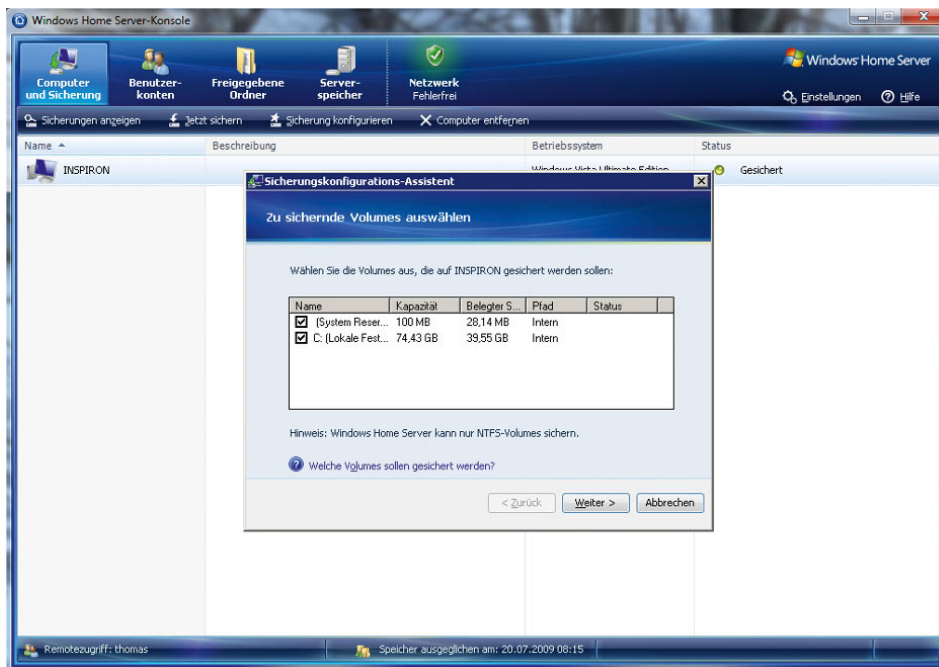 Windows Home Server-Konsole
Computer und Sicherung
Benutzer-konten
Freigegebene Ordner
Server-speicher
Netzwerk
Fehlerfrei
Windows Home Server
Einstellungen
Hilfe
Sicherungen anzeigen
Jetzt sichern
Sicherung konfigurieren
Computer entfernen
Name
Beschreibung
Betriebssystem
Status
INSPIRON
Windows Vista Ultimate Edition
Gesichert
Sicherungskonfigurations-Assistent
Zu sichernde Volumes auswählen
Wählen Sie die Volumes aus, die auf INSPIRON gesichert werden sollen:
Name Kapazität Belegter S... Pfad Status
(System Reser... 100 MB 28,14 MB Intern
C: (Lokale Fest... 74,43 GB 39,55 GB Intern
Hinweis: Windows Home Server kann nur NTFS-Volumes sichern.
Welche Volumes sollen gesichert werden?
< Zurück
Weiter >
Abbrechen
Remotezugriff: thomas
Speicher ausgeglichen am: 20.07.2009 08:15